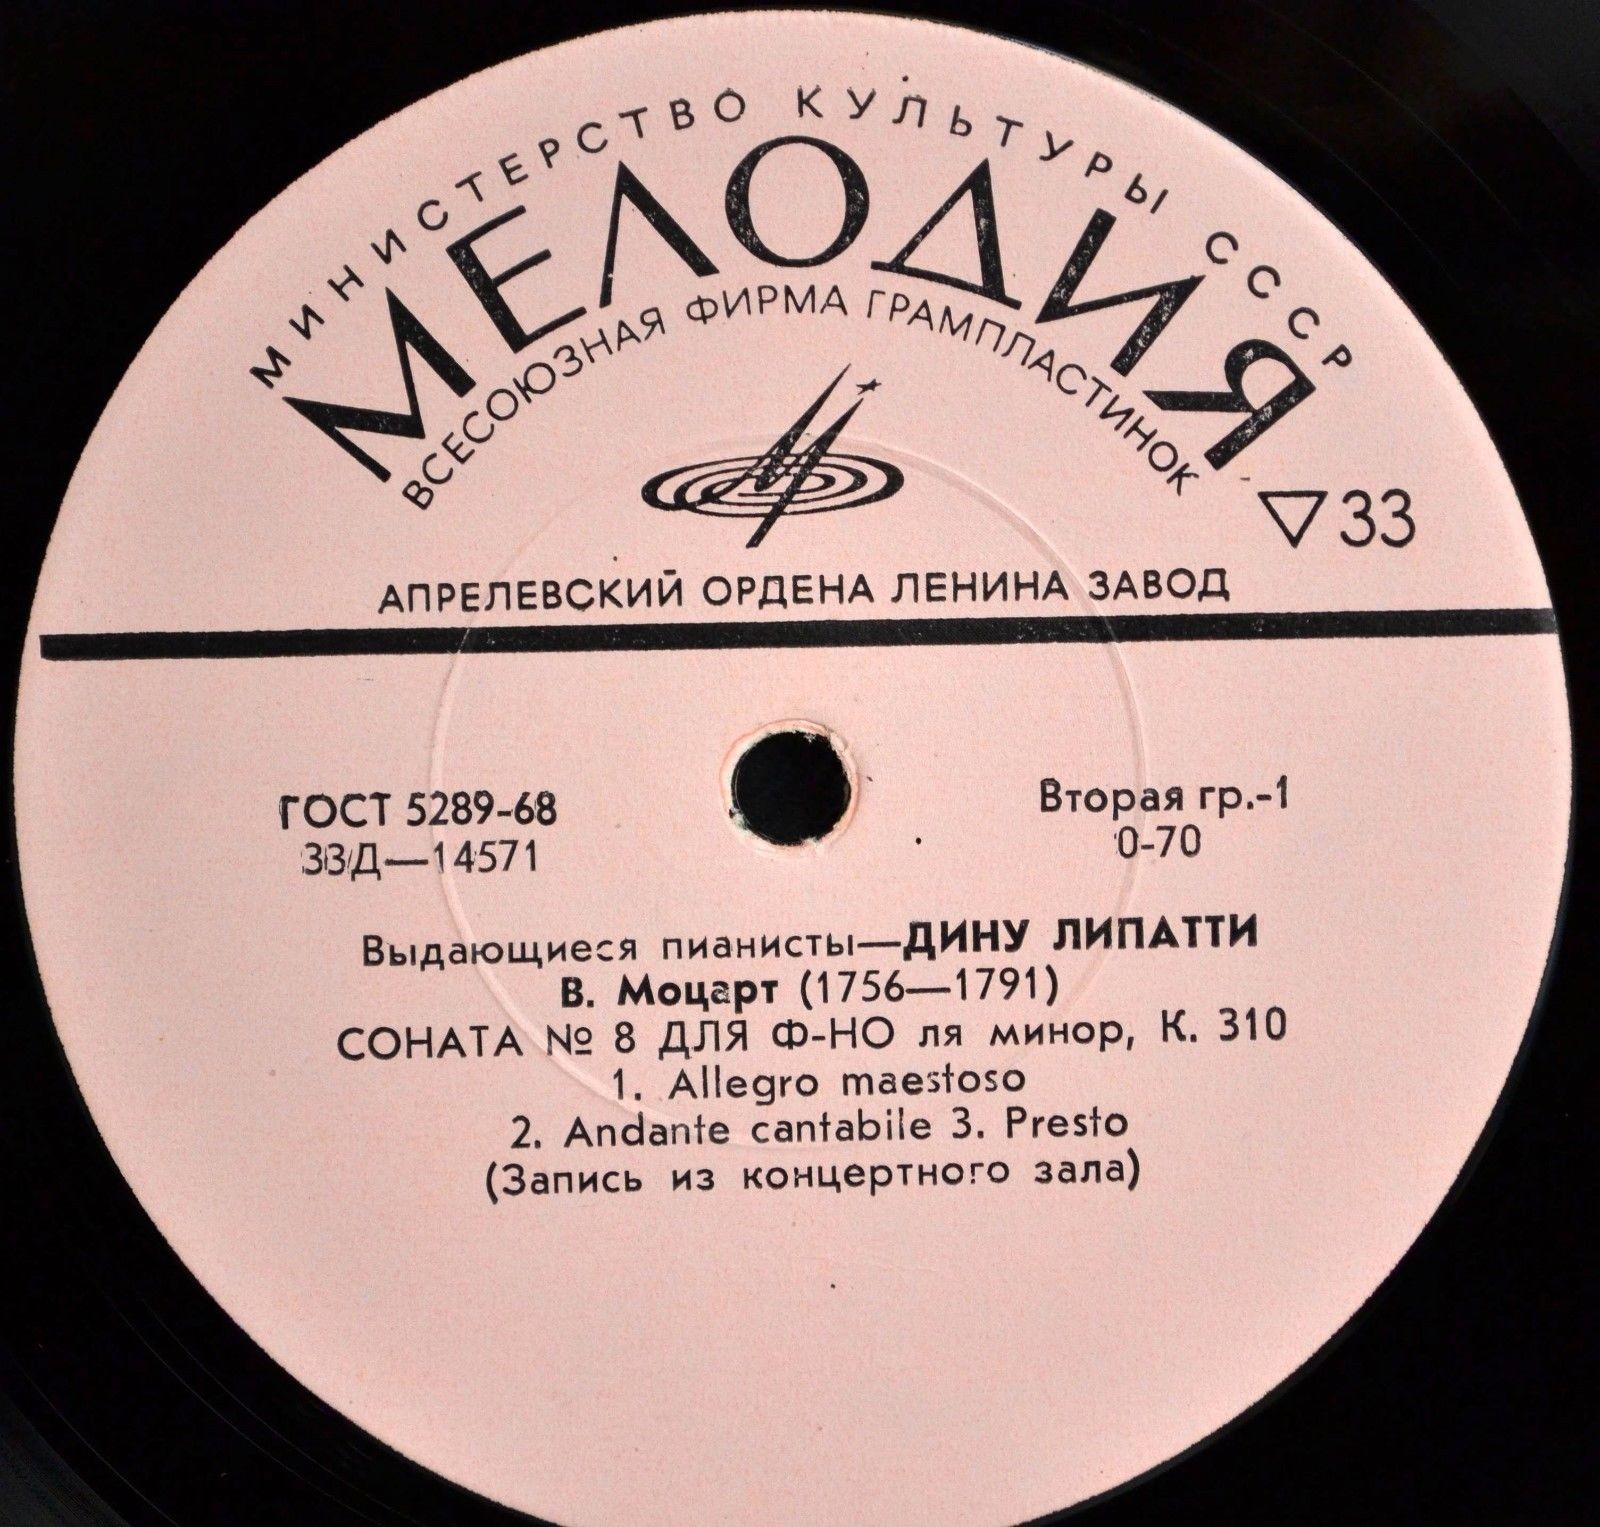 МИНИСТЕРСТВО КУЛЬТУРЫ СССР
МЕЛОДИЯ
ВСЕСОЮЗНАЯ ФИРМА ГРАМПЛАСТИНОК
33
АПРЕЛЕВСКИЙ ОРДЕНА ЛЕНИНА ЗАВОД
ГОСТ 5289-68
33Д—14571
Вторая гр.-1
0-70
Выдающиеся пианисты—ДИНУ ЛИПАТТИ
В. Моцарт (1756—1791)
СОНАТА № 8 ДЛЯ Ф-НО ля минор, К. 310
1. Allegro maestoso
2. Andante cantabile 3. Presto
(Запись из концертного зала)